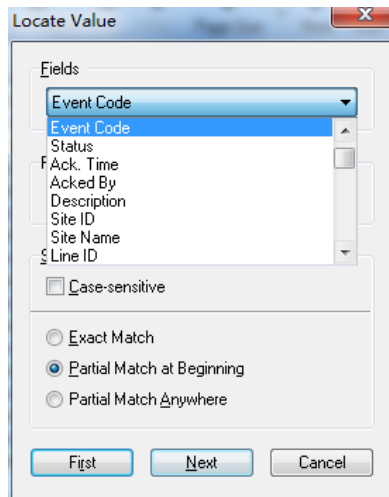 Locate Value
Fields
Event Code
Event Code
Status
Ack. Time
Acked By
Description
Site ID
Site Name
Line ID
Case-sensitive
Exact Match
Partial Match at Beginning
Partial Match Anywhere
First Next Cancel